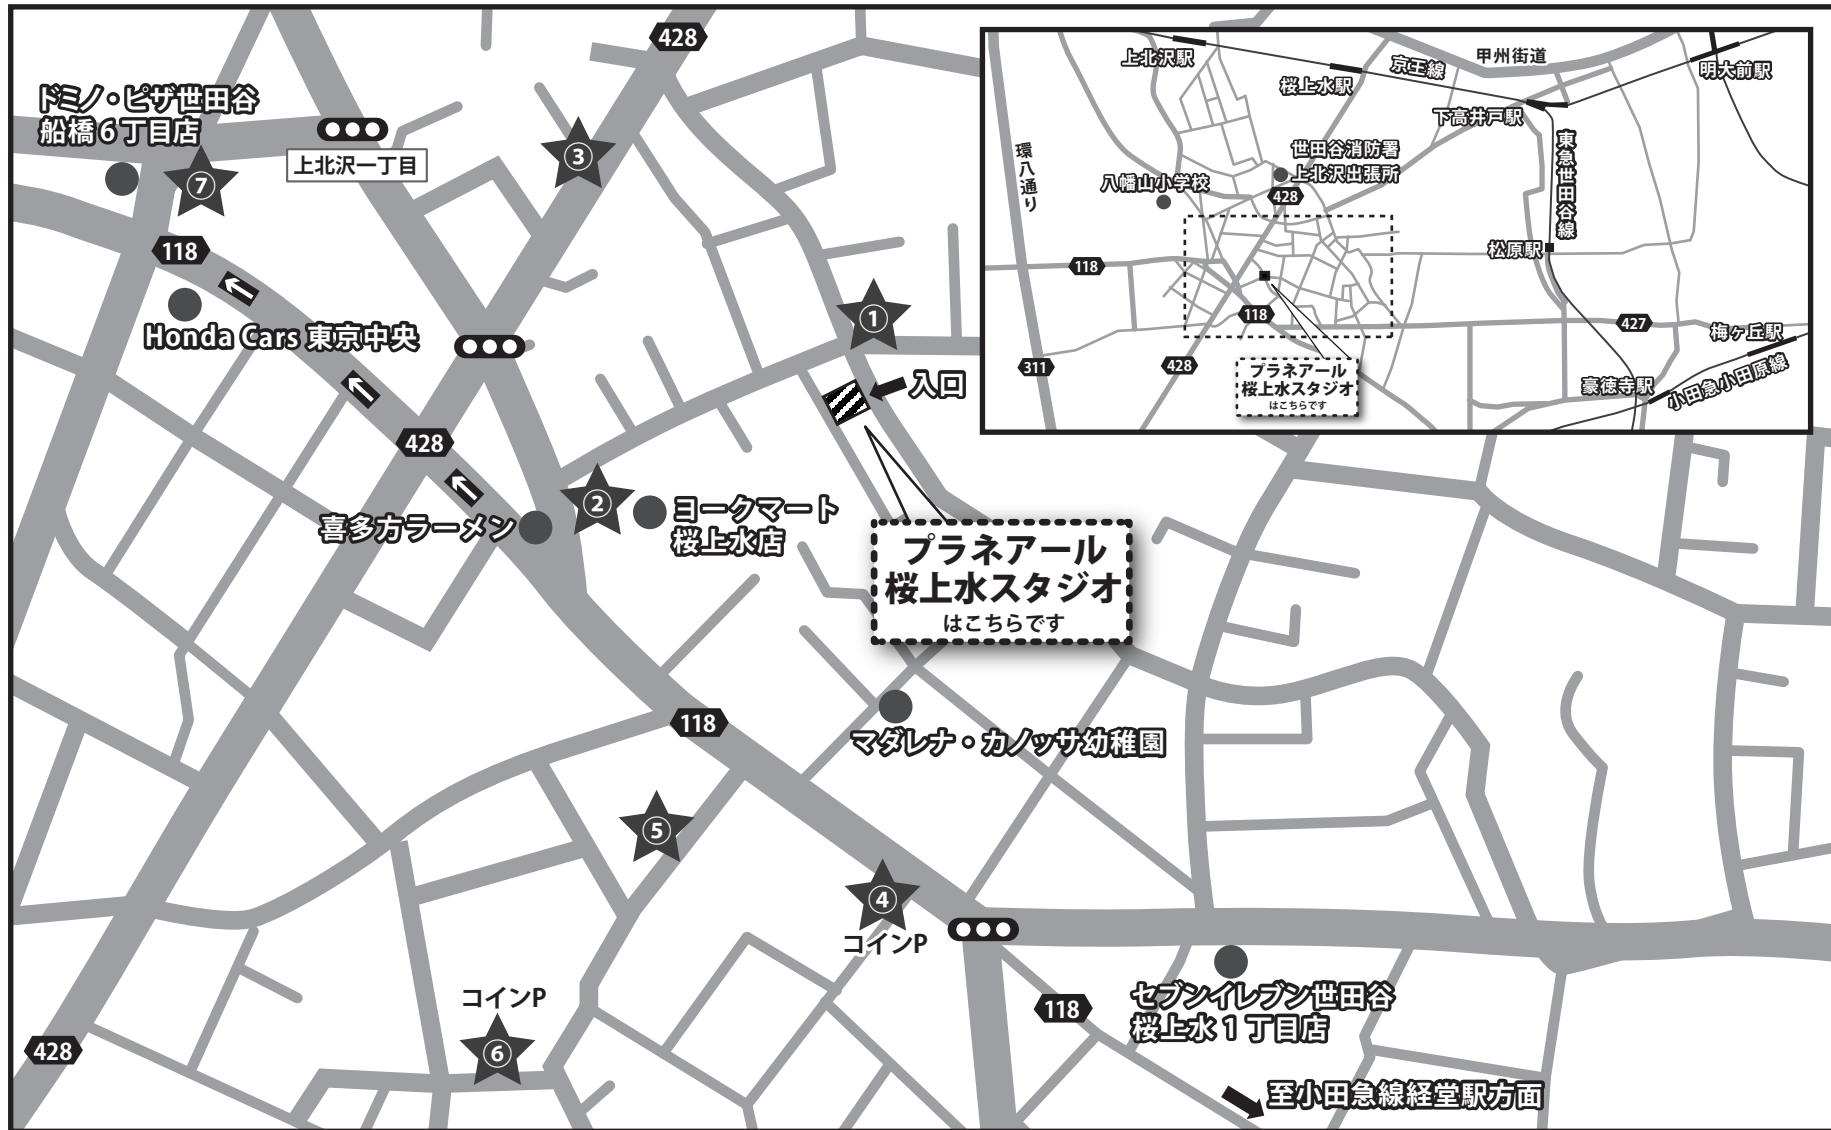 428
ドミノ・ピザ世田谷
船橋6丁目店
上北沢一丁目
③
⑦
118
Honda Cars 東京中央
①
入口
428
②
ヨークマート
桜上水店
喜多方ラーメン
プラネアール
桜上水スタジオ
はこちらです
118
マダレナ・カノッサ幼稚園
⑤
④
コインP
コインP
⑥
428
118
セブンイレブン世田谷
桜上水1丁目店
至小田急線経堂駅方面
上北沢駅
桜上水駅
京王線
甲州街道
明大前駅
下高井戸駅
東急世田谷線
環八通り
世田谷消防署
上北沢出張所
八幡山小学校
428
松原駅
118
118
427
梅ヶ丘駅
311
428
プラネアール
桜上水スタジオ
はこちらです
豪徳寺駅
小田急小田原線